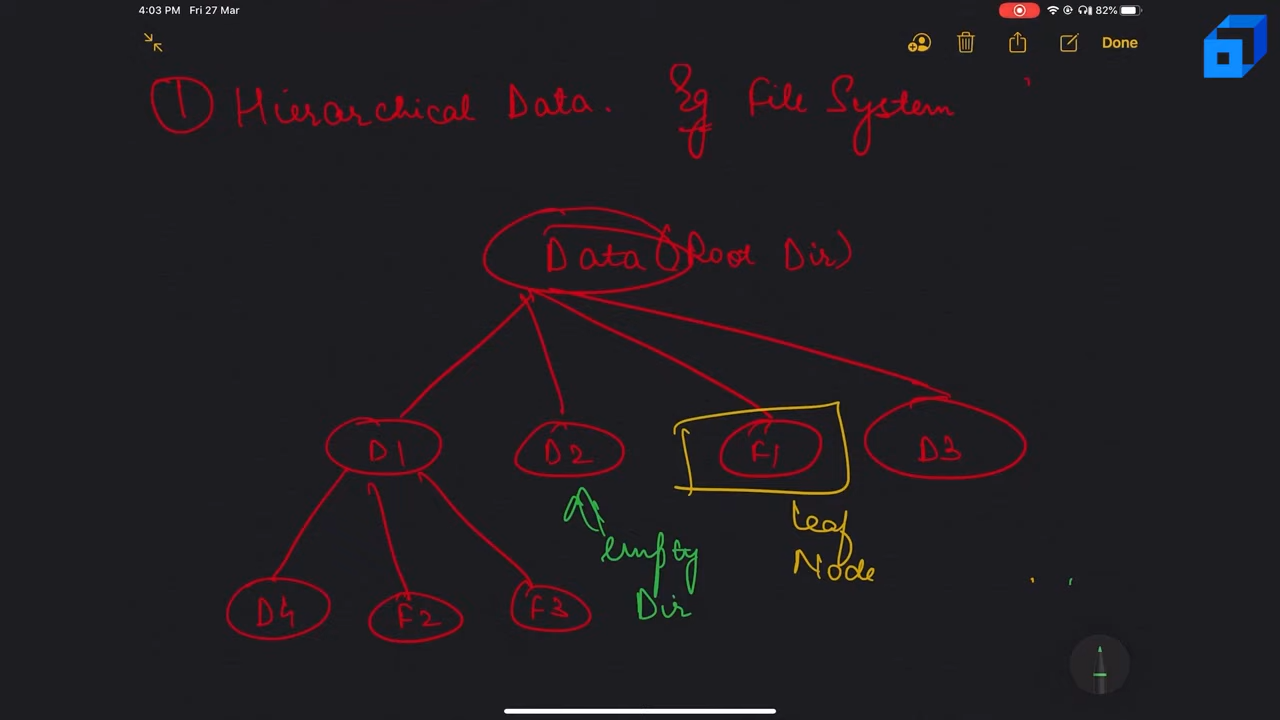 4:03 PM Fri 27 Mar
82%
Done
① Hierarchical Data. Eg File System
Data (Root Dir)
D1 D2 F1 D3
empty
Dir
Leaf
Node
D4 F2 F3